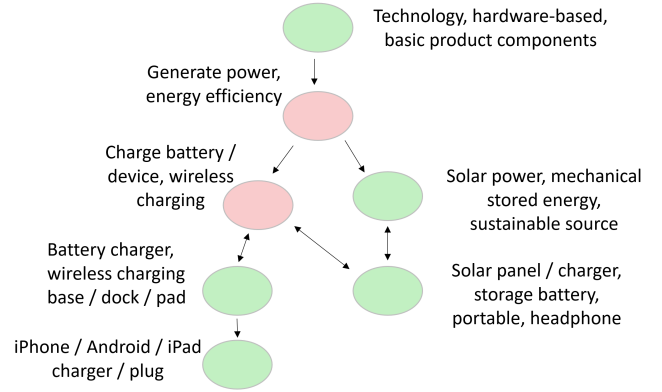 Technology, hardware-based,
basic product components
Generate power,
energy efficiency
Charge battery /
device, wireless
charging
Solar power, mechanical
stored energy,
sustainable source
Battery charger,
wireless charging
base / dock / pad
Solar panel / charger,
storage battery,
portable, headphone
iPhone / Android / iPad
charger / plug